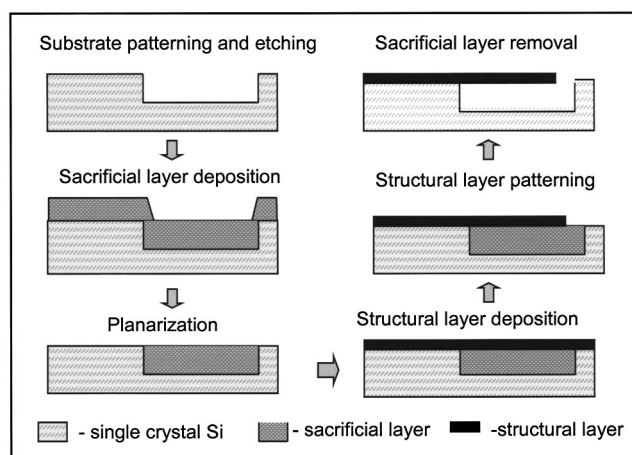 Substrate patterning and etching
Sacrificial layer removal
Sacrificial layer deposition
Structural layer patterning
Planarization
Structural layer deposition
- single crystal Si
- sacrificial layer
-structural layer